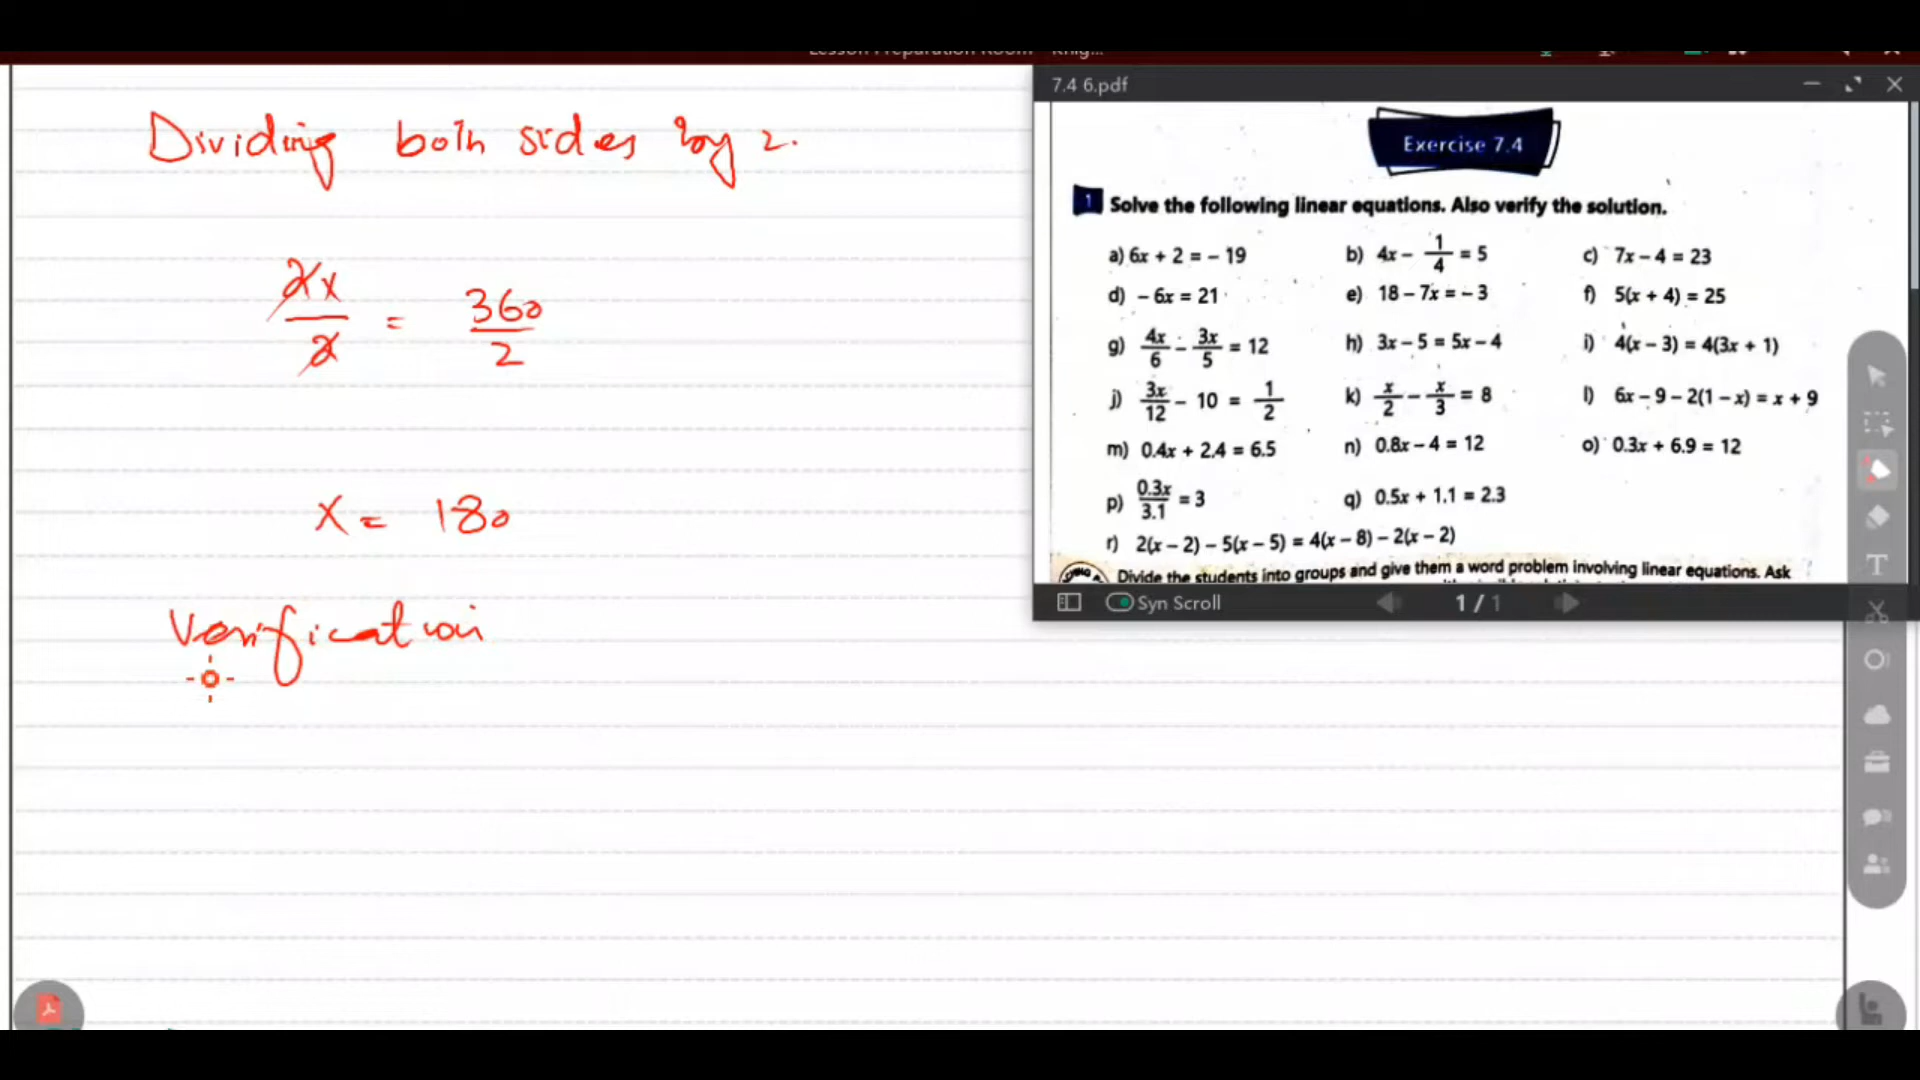 Dividing both sides by 2.
2x/2 = 360/2
x = 180
Verification
7.4 6.pdf
Exercise 7.4
1 Solve the following linear equations. Also verify the solution.
a) 6x + 2 = – 19 b) 4x – 1/4 = 5 c) 7x – 4 = 23
d) – 6x = 21 e) 18 – 7x = – 3 f) 5(x + 4) = 25
g) 4x/6 – 3x/5 = 12 h) 3x – 5 = 5x – 4 i) 4(x – 3) = 4(3x + 1)
j) 3x/12 – 10 = 1/2 k) x/2 – x/3 = 8 l) 6x – 9 – 2(1 – x) = x + 9
m) 0.4x + 2.4 = 6.5 n) 0.8x – 4 = 12 o) 0.3x + 6.9 = 12
p) 0.3x/3.1 = 3 q) 0.5x + 1.1 = 2.3
r) 2(x – 2) – 5(x – 5) = 4(x – 8) – 2(x – 2)
Divide the students into groups and give them a word problem involving linear equations. Ask
Syn Scroll 1 / 1